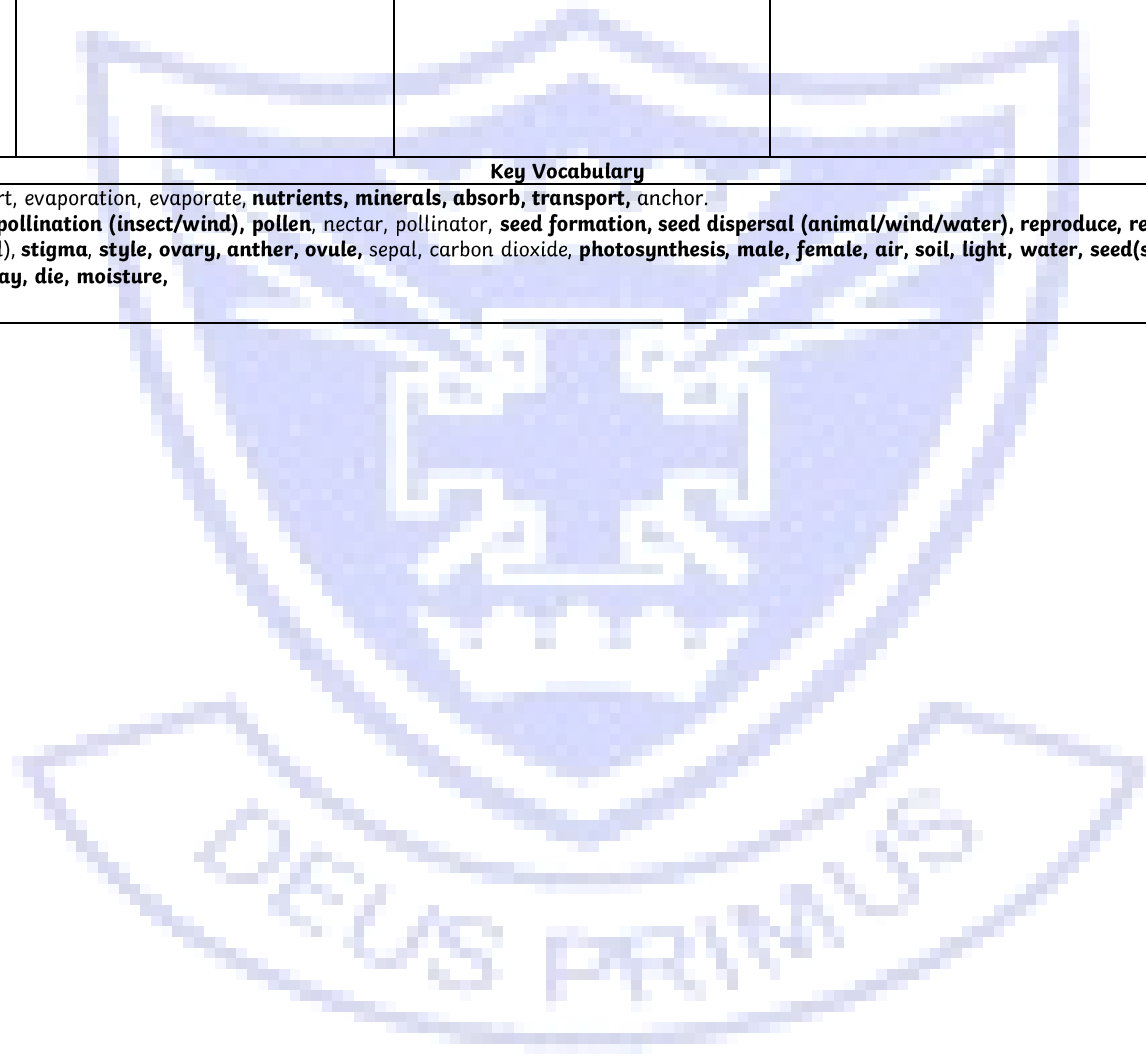 Key Vocabulary
evaporation, evaporate, nutrients, minerals, absorb, transport, anchor.
pollination (insect/wind), pollen, nectar, pollinator, seed formation, seed dispersal (animal/wind/water), reproduce,
stigma, style, ovary, anther, ovule, sepal, carbon dioxide, photosynthesis, male, female, air, soil, light, water,
die, moisture,
DEUS PRIMUS